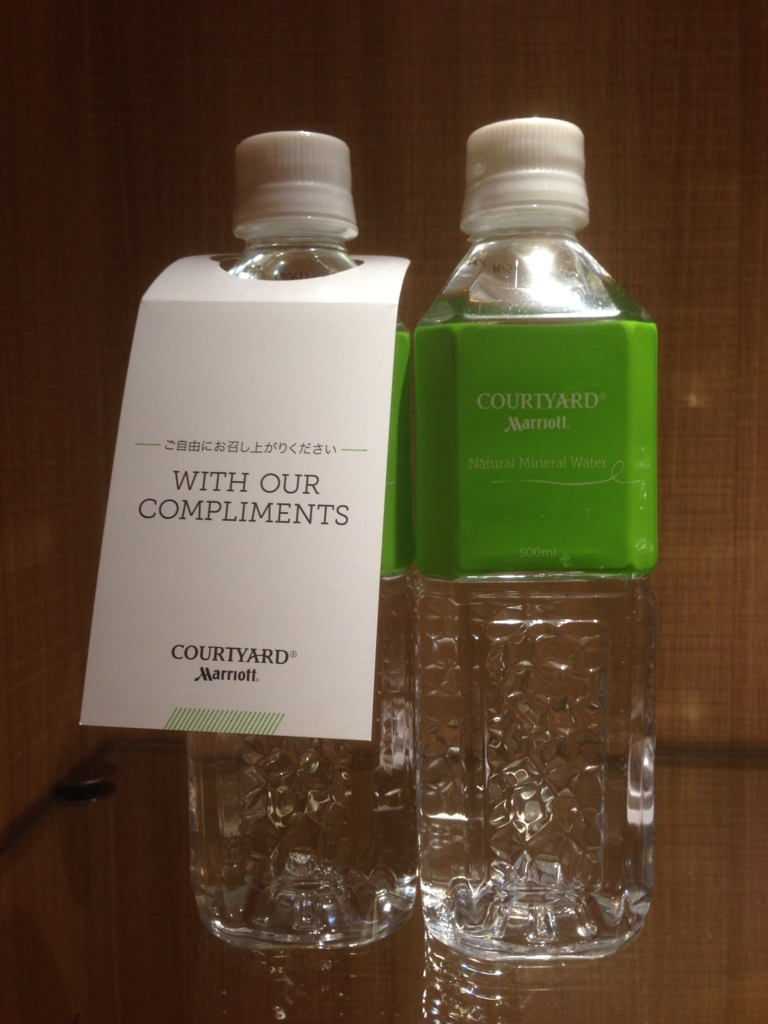 ご自由にお召し上がりください
WITH OUR
COMPLIMENTS
COURTYARD®
Marriott.
COURTYARD®
Marriott.
Natural Mineral Water
500ml